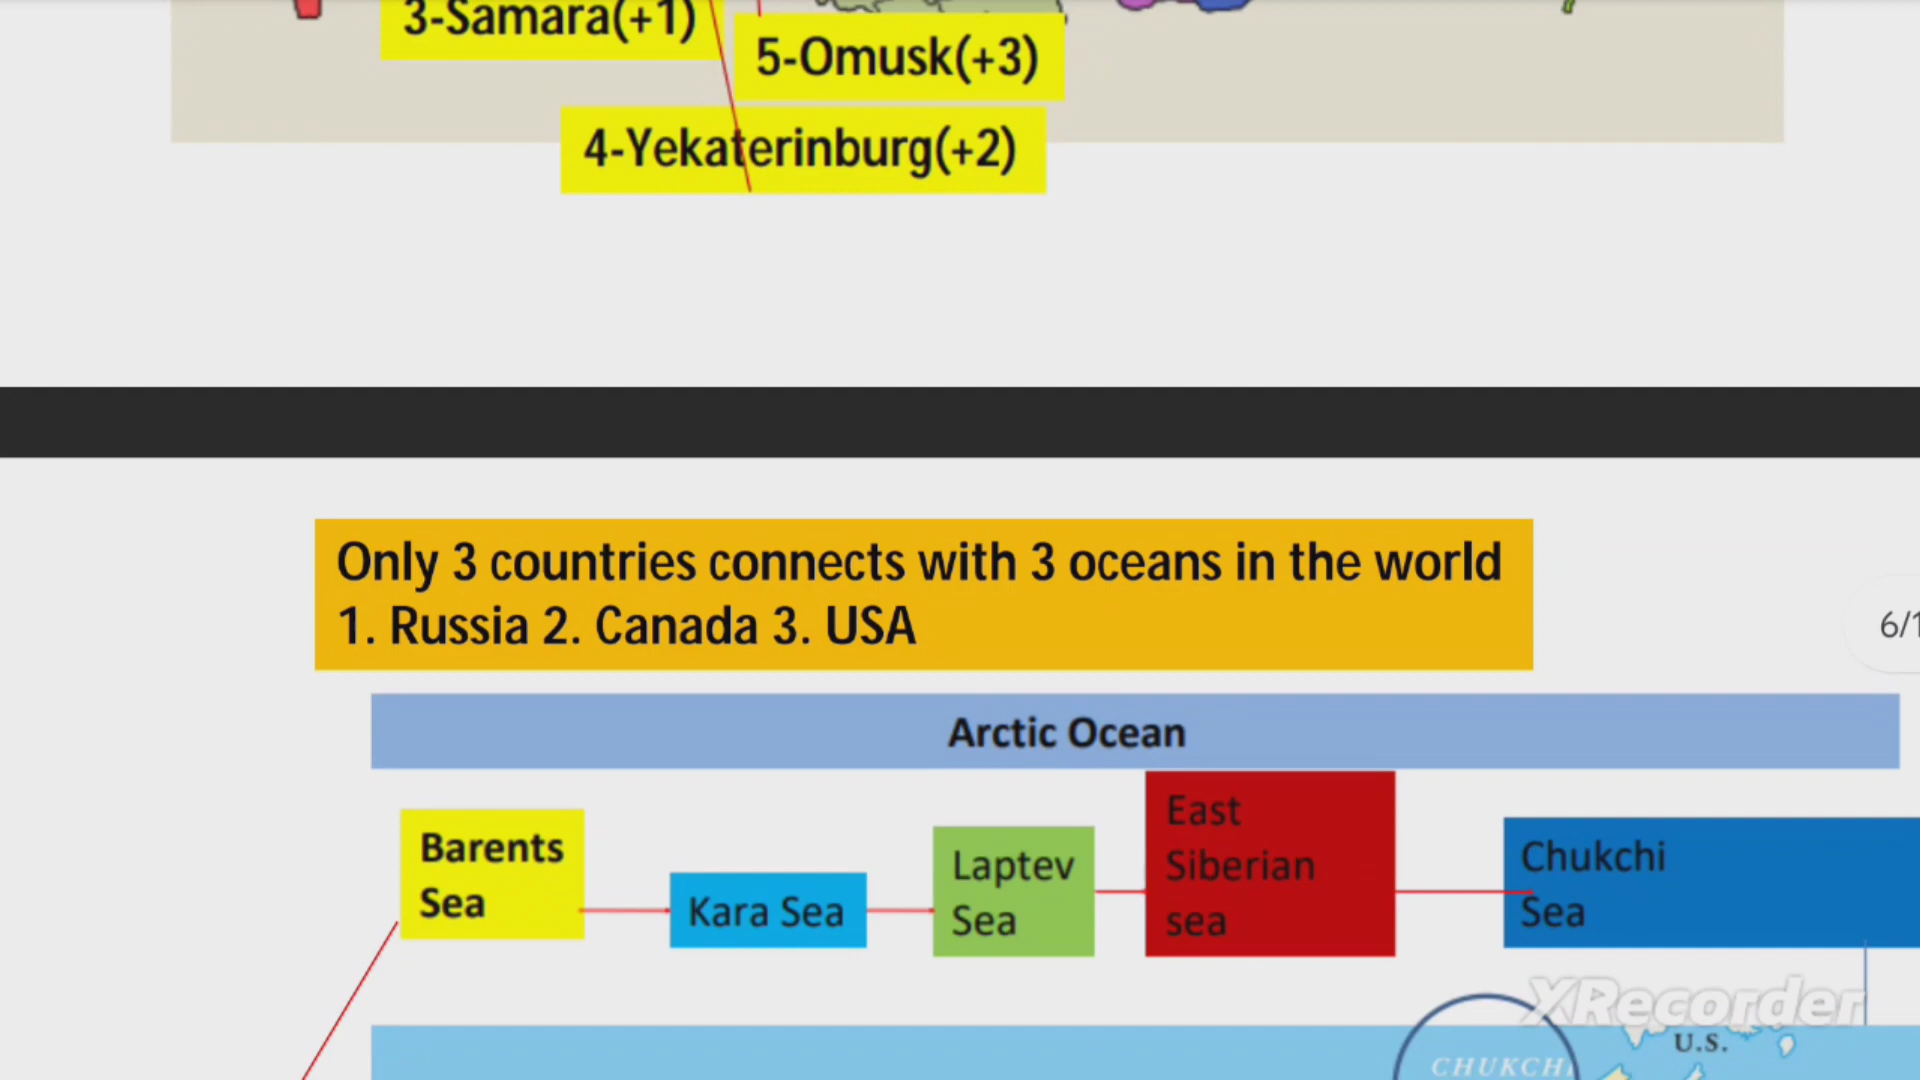 3-Samara(+1)
5-Omusk(+3)
4-Yekaterinburg(+2)
Only 3 countries connects with 3 oceans in the world
1. Russia 2. Canada 3. USA
6/1
Arctic Ocean
Barents
Sea
Kara Sea
Laptev
Sea
East
Siberian
sea
Chukchi
Sea
XRecorder
U.S.
CHUKCHI